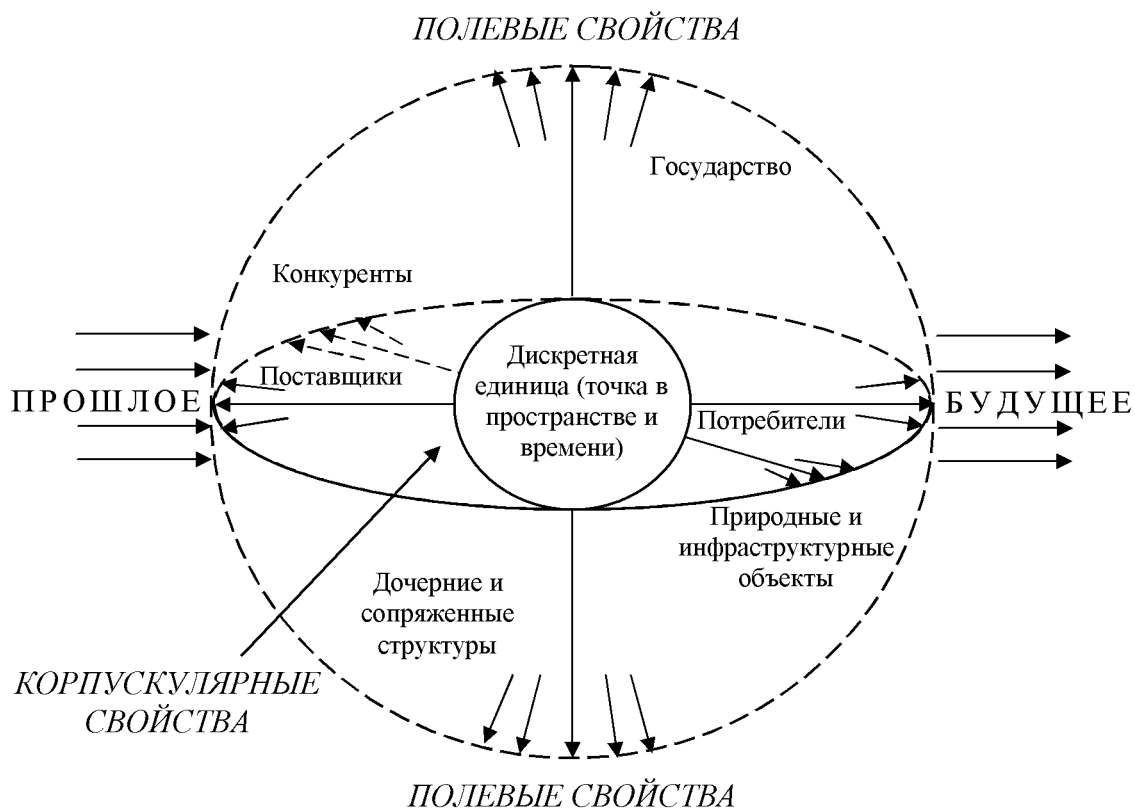 ПОЛЕВЫЕ СВОЙСТВА
Государство
Конкуренты
Дискретная
единица (точка в
пространстве и
времени)
Поставщики
ПРОШЛОЕ
БУДУЩЕЕ
Потребители
Природные и
инфраструктурные
объекты
Дочерние и
сопряженные
структуры
КОРПУСКУЛЯРНЫЕ
СВОЙСТВА
ПОЛЕВЫЕ СВОЙСТВА